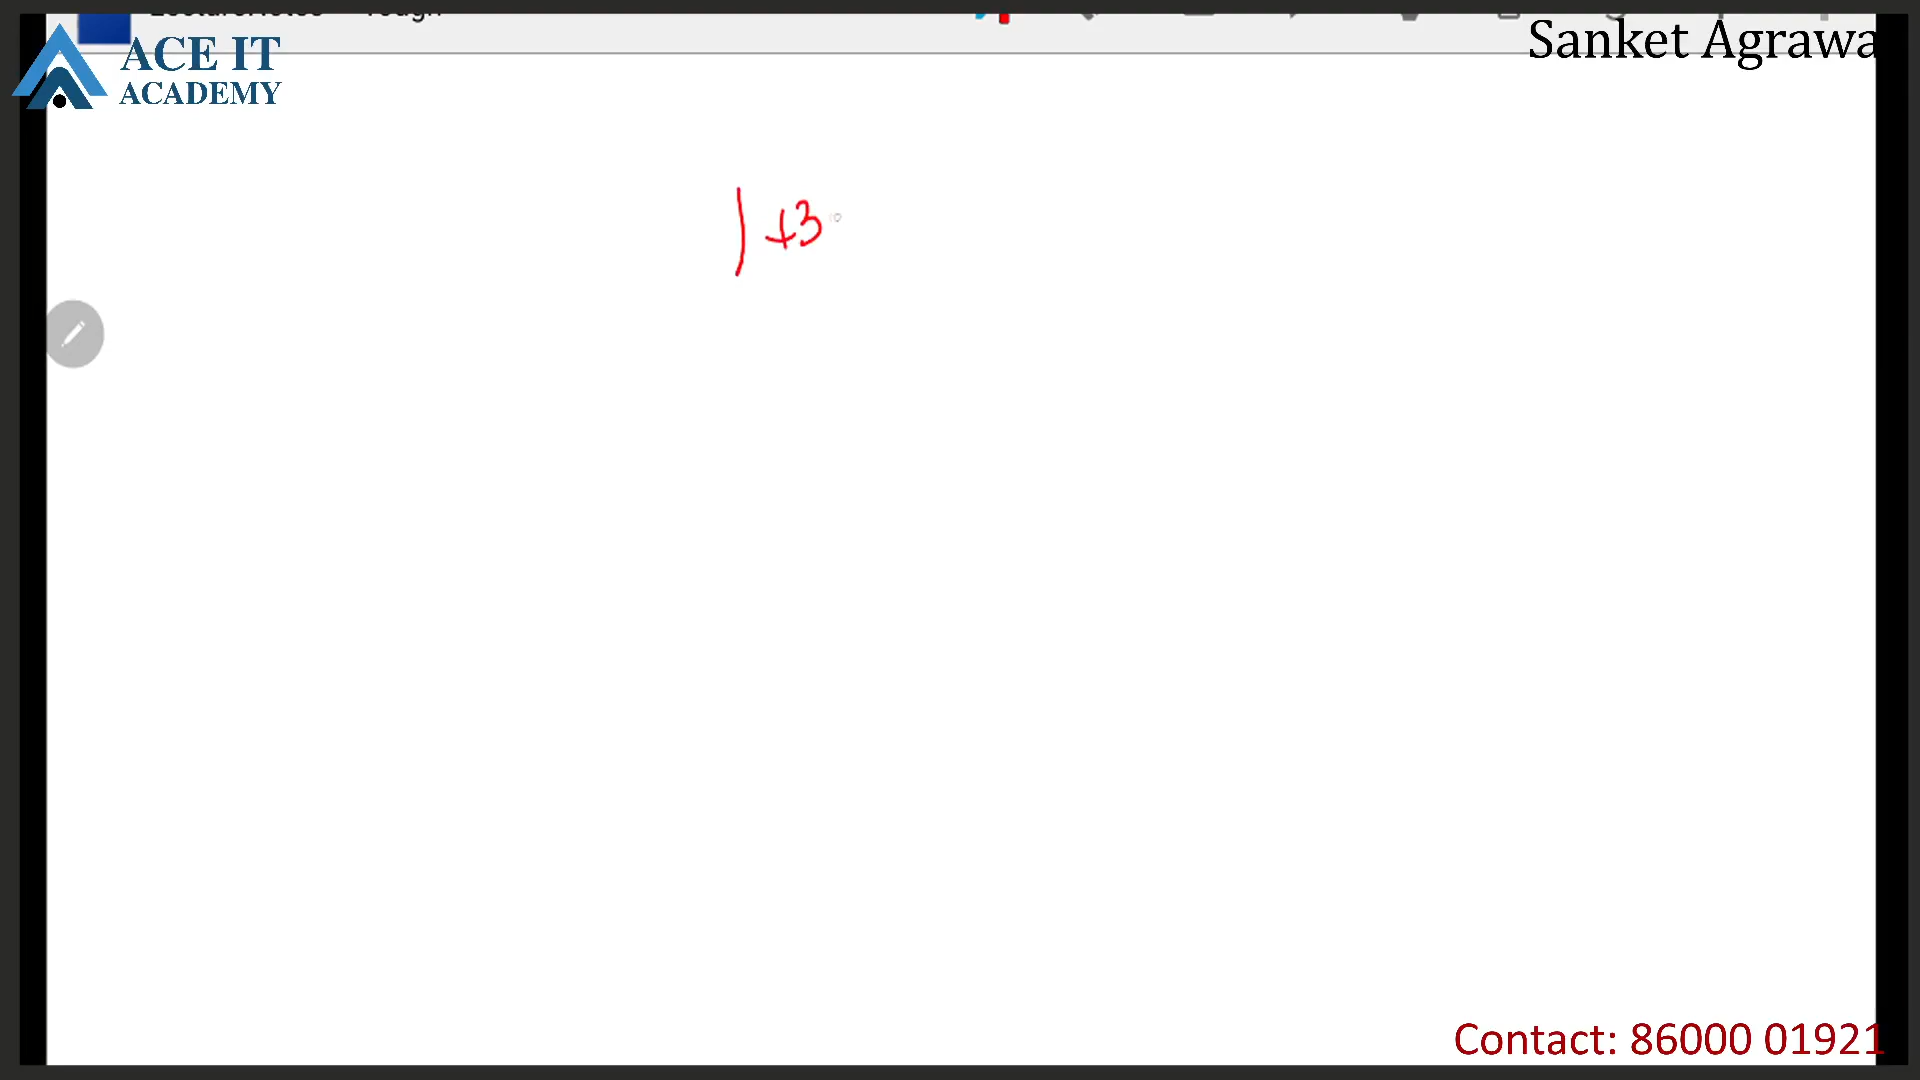 ACE IT
ACADEMY
Sanket Agrawa
) +3
Contact: 86000 01921